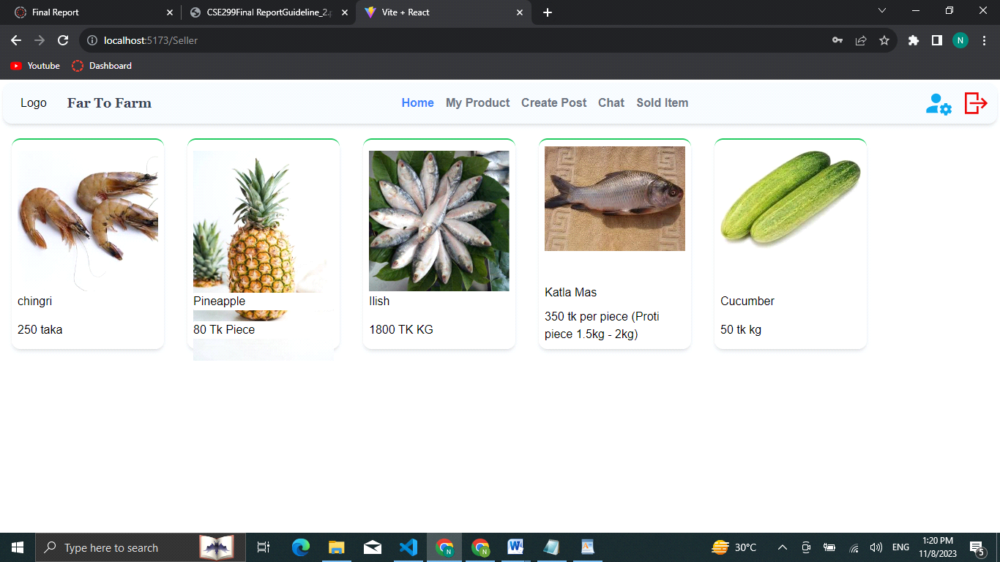 Final Report
CSE299Final ReportGuideline_2.p
Vite + React
localhost:5173/Seller
N
Youtube
Dashboard
Logo
Far To Farm
Home
My Product
Create Post
Chat
Sold Item
chingri
250 taka
Pineapple
80 Tk Piece
Ilish
1800 TK KG
Katla Mas
350 tk per piece (Proti
piece 1.5kg - 2kg)
Cucumber
50 tk kg
Type here to search
N
N
W
30°C
ENG
1:20 PM
11/8/2023
5